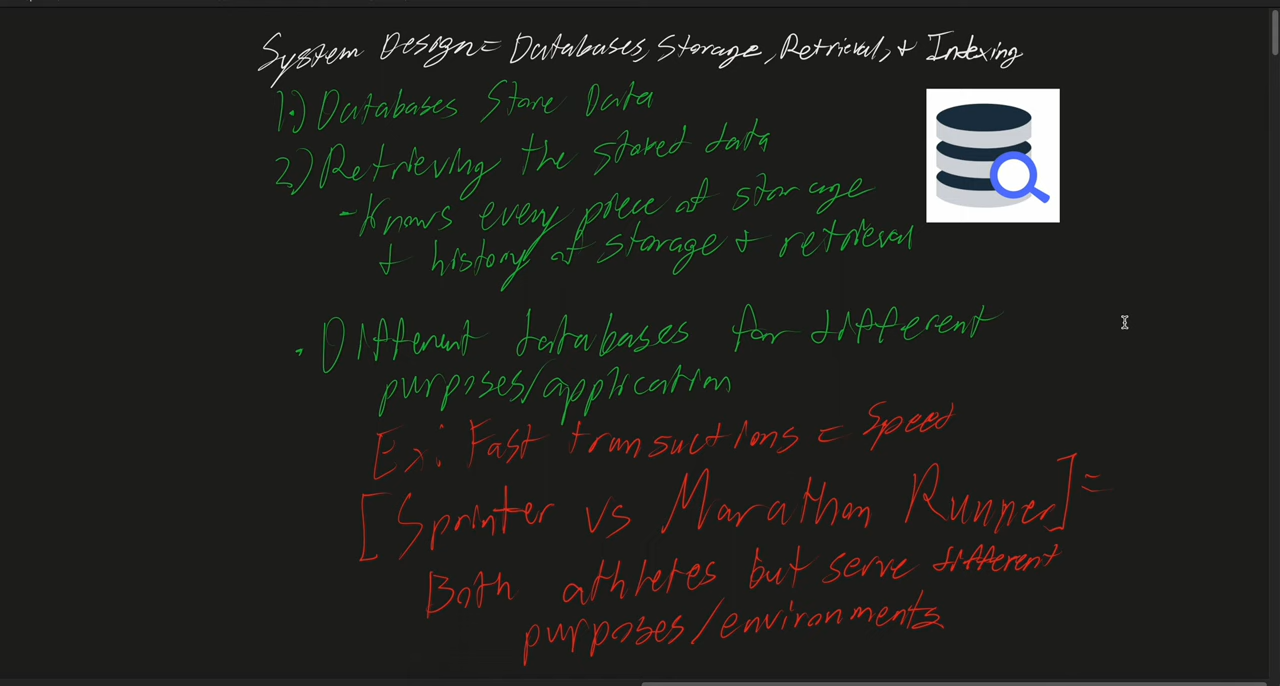 System Design = Databases, Storage, Retrieval, + Indexing
1.) Databases Store Data
2) Retrieving the stored data
- Knows every piece of storage
+ history of storage + retrieval
• Different databases for different
purposes/application
Ex: Fast transactions = Speed
[Sprinter vs Marathon Runner] =
Both athletes but serve different
purposes/environments